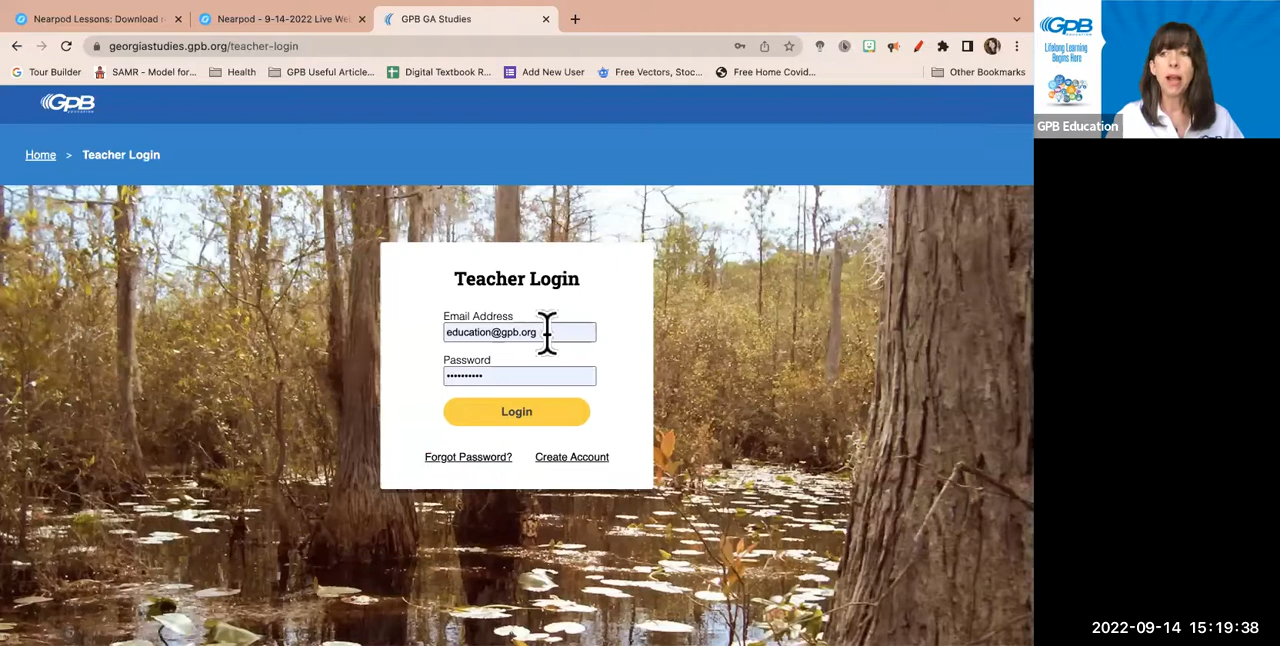 Nearpod Lessons: Download r
Nearpod - 9-14-2022 Live We
GPB GA Studies
georgiastudies.gpb.org/teacher-login
Tour Builder
SAMR - Model for...
Health
GPB Useful Article...
Digital Textbook R...
Add New User
Free Vectors, Stoc...
Free Home Covid...
Other Bookmarks
GPB
EDUCATION
Home > Teacher Login
Teacher Login
Email Address
education@gpb.org
Password
••••••••••
Login
Forgot Password? Create Account
GPB
EDUCATION
Lifelong Learning
Begins Here
GPB Education
2022-09-14 15:19:38